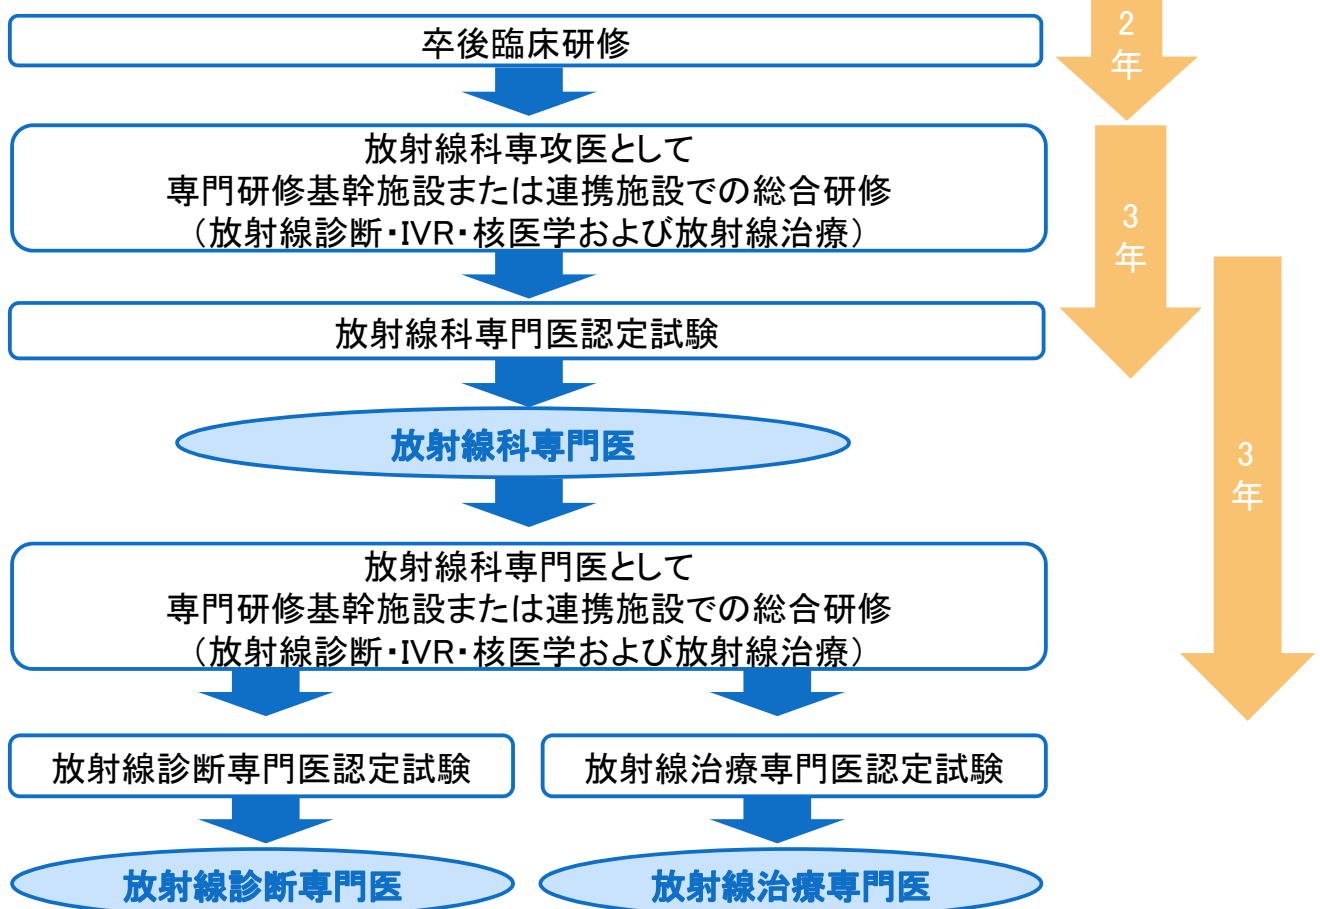 卒後臨床研修
2
年
放射線科専攻医として
専門研修基幹施設または連携施設での総合研修
（放射線診断・IVR・核医学および放射線治療）
3
年
放射線科専門医認定試験
放射線科専門医
3
年
放射線科専門医として
専門研修基幹施設または連携施設での総合研修
（放射線診断・IVR・核医学および放射線治療）
放射線診断専門医認定試験
放射線治療専門医認定試験
放射線診断専門医
放射線治療専門医